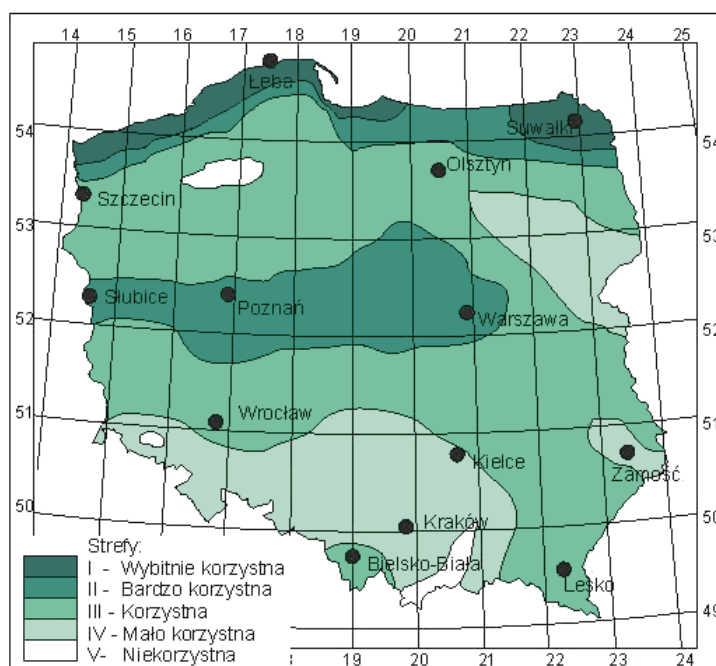 14 15 16 17 18 19 20 21 22 23 24 25
Łeba
54
Suwałki
54
Olsztyn
Szczecin
53
53
Słubice
Poznań
Warszawa
52
52
Wrocław
51
51
Kielce
Zamość
50
Kraków
50
Strefy:
Bielsko-Biała
I - Wybitnie korzystna
Lesko
II - Bardzo korzystna
III - Korzystna
49
IV - Mało korzystna
V- Niekorzystna
19 20 21 22 23 24